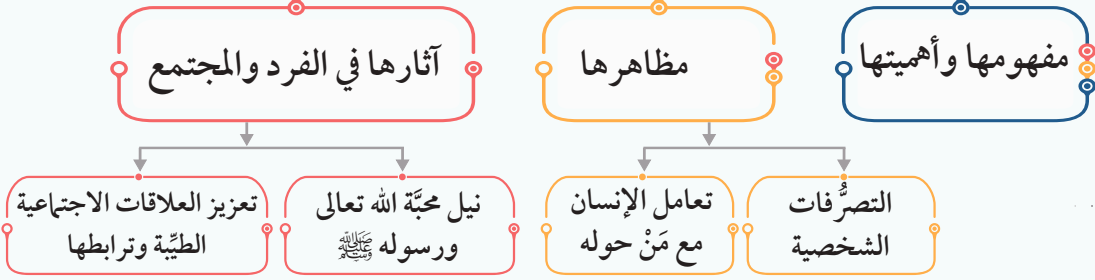 مفهومها وأهميتها
مظاهرها
آثارها في الفرد والمجتمع
التصرُّفات
الشخصية
تعامل الإنسان
مع مَنْ حوله
نيل محبَّة الله تعالى
ورسوله ﷺ
تعزيز العلاقات الاجتماعية
الطيِّبة وترابطها